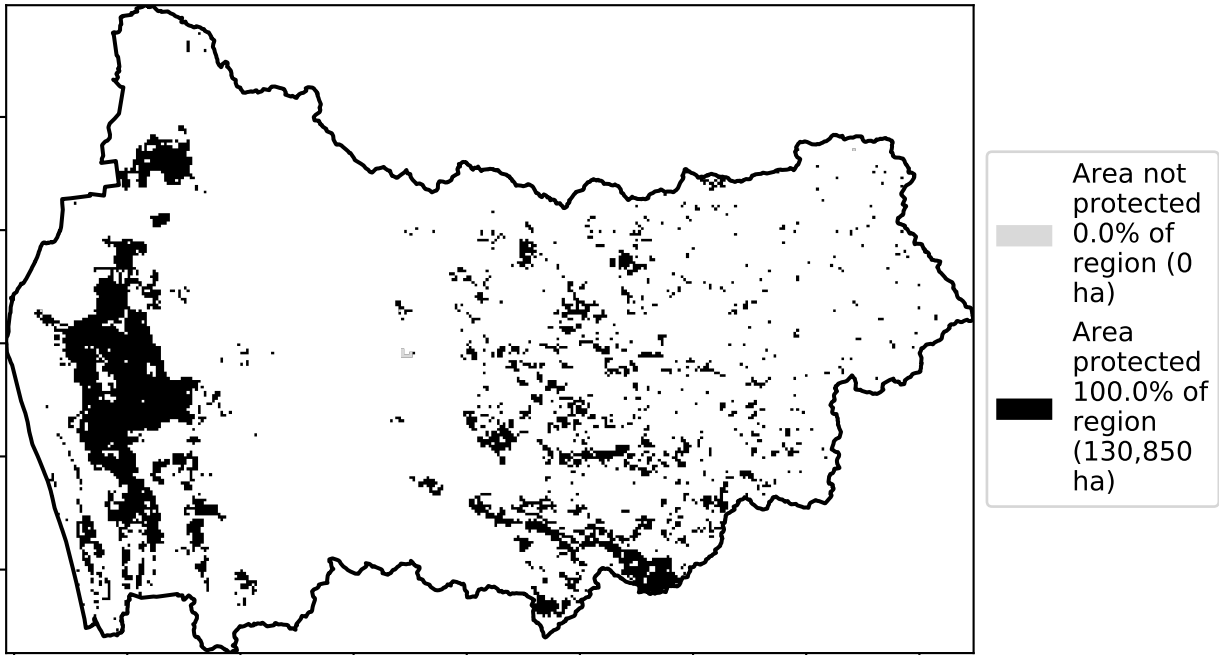 Area not
protected
0.0% of
region (0
ha)
Area
protected
100.0% of
region
(130,850
ha)